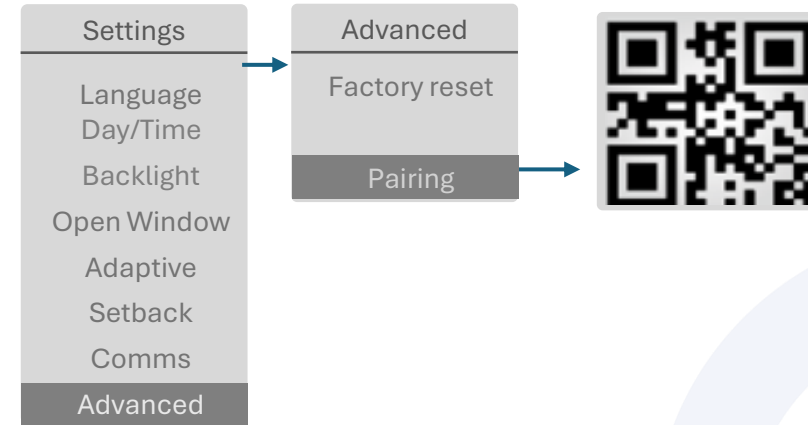 Settings
Language
Day/Time
Backlight
Open Window
Adaptive
Setback
Comms
Advanced
Advanced
Factory reset
Pairing